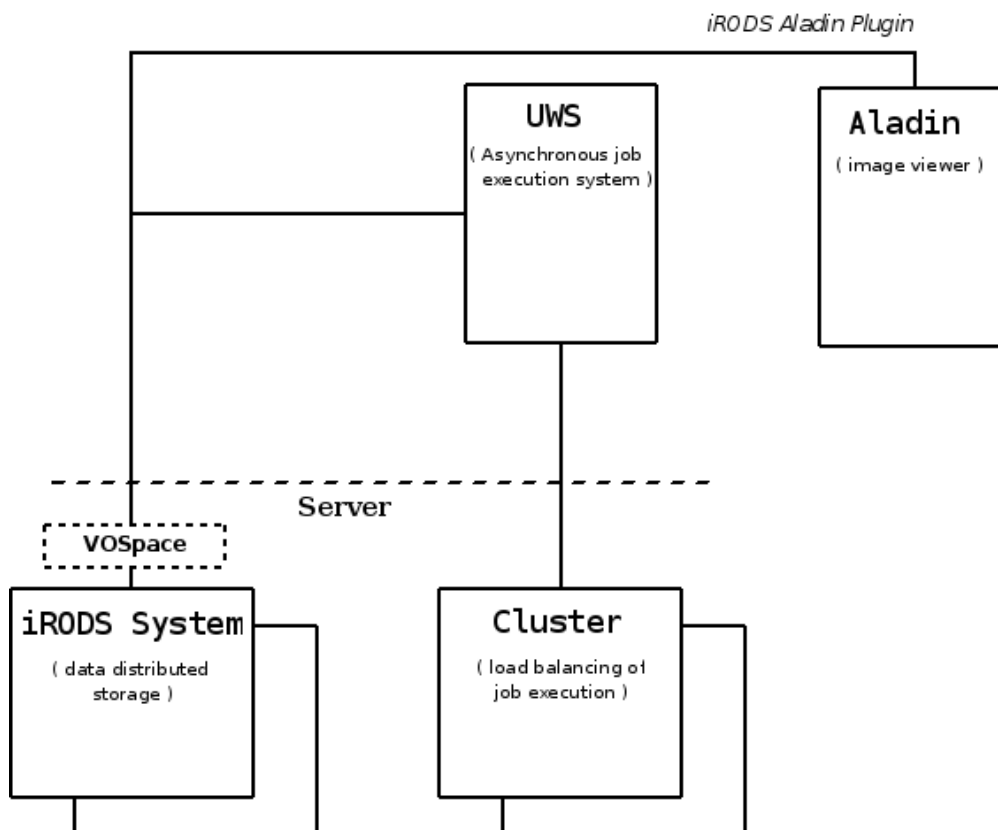 iRODS Aladin Plugin
UWS
( Asynchronous job
execution system )
Aladin
( image viewer )
Server
VOSpace
iRODS System
( data distributed
storage )
Cluster
( load balancing of
job execution )